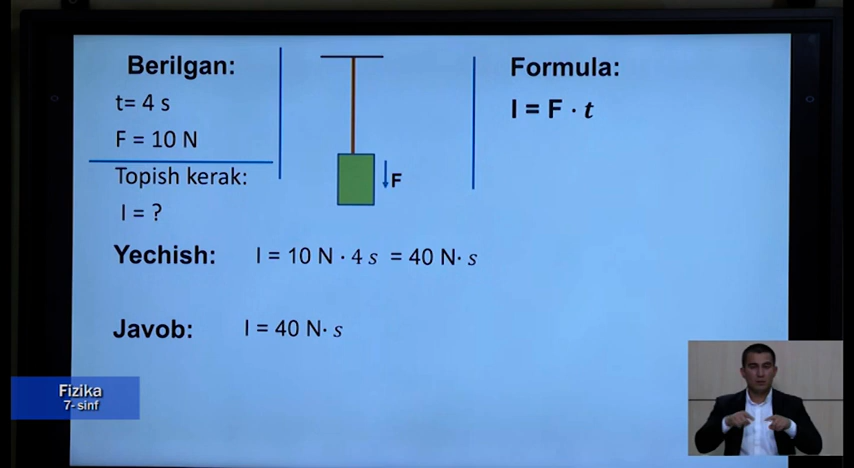 Berilgan:
t= 4 s
F = 10 N
Topish kerak:
I = ?
F
Formula:
I = F · t
Yechish: I = 10 N · 4 s = 40 N· s
Javob: I = 40 N· s
Fizika
7- sinf